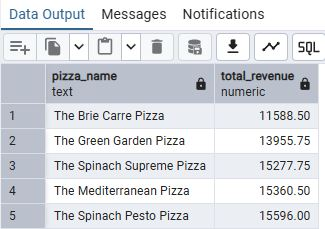 Data Output Messages Notifications
SQL
pizza_name total_revenue
text numeric
1 The Brie Carre Pizza 11588.50
2 The Green Garden Pizza 13955.75
3 The Spinach Supreme Pizza 15277.75
4 The Mediterranean Pizza 15360.50
5 The Spinach Pesto Pizza 15596.00